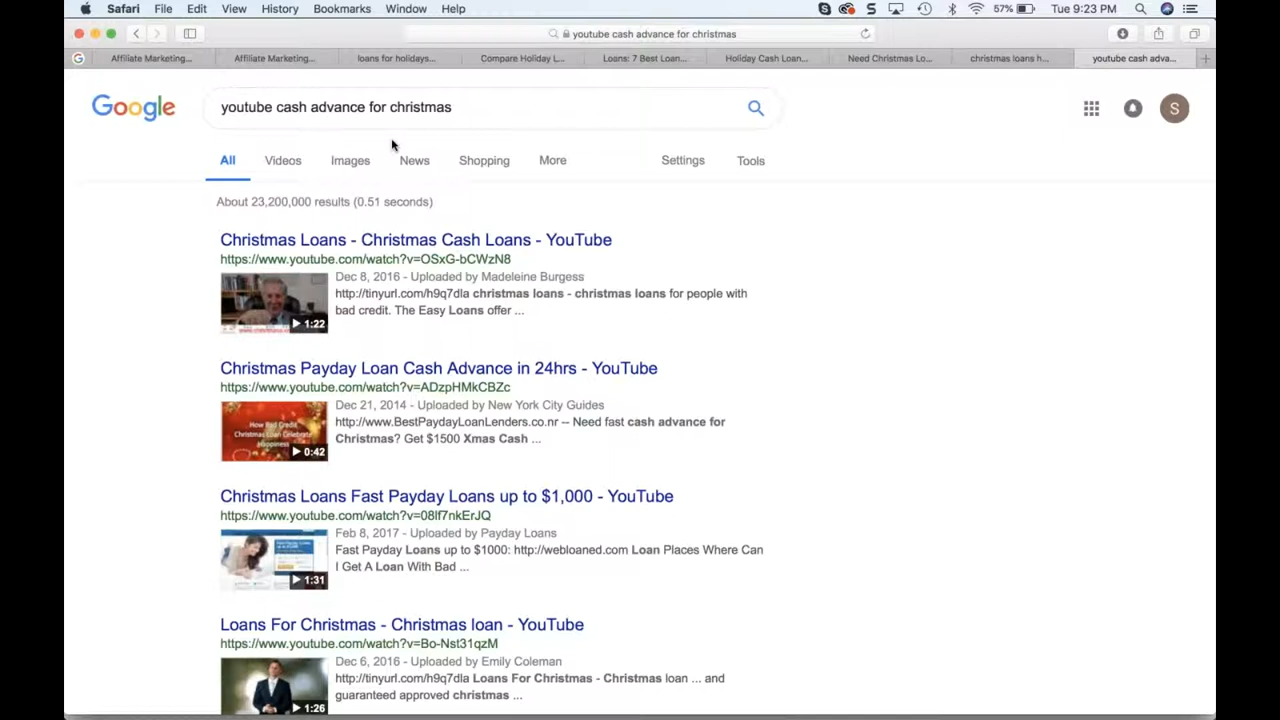 Safari File Edit View History Bookmarks Window Help 57% Tue 9:23 PM
youtube cash advance for christmas
Affiliate Marketing... Affiliate Marketing... loans for holidays... Compare Holiday L... Loans: 7 Best Loan... Holiday Cash Loan... Need Christmas Lo... christmas loans h... youtube cash adva...
Google youtube cash advance for christmas S
All Videos Images News Shopping More Settings Tools
About 23,200,000 results (0.51 seconds)
Christmas Loans - Christmas Cash Loans - YouTube
https://www.youtube.com/watch?v=OSxG-bCWzN8
Dec 8, 2016 - Uploaded by Madeleine Burgess
http://tinyurl.com/h9q7dla christmas loans - christmas loans for people with
bad credit. The Easy Loans offer ...
1:22
Christmas Payday Loan Cash Advance in 24hrs - YouTube
https://www.youtube.com/watch?v=ADzpHMkCBZc
Dec 21, 2014 - Uploaded by New York City Guides
http://www.BestPaydayLoanLenders.co.nr -- Need fast cash advance for
Christmas? Get $1500 Xmas Cash ...
How Bad Credit
Christmas Loan Celebrate
Happiness
0:42
Christmas Loans Fast Payday Loans up to $1,000 - YouTube
https://www.youtube.com/watch?v=08lf7nkErJQ
Feb 8, 2017 - Uploaded by Payday Loans
Fast Payday Loans up to $1000: http://webloaned.com Loan Places Where Can
I Get A Loan With Bad ...
1:31
Loans For Christmas - Christmas loan - YouTube
https://www.youtube.com/watch?v=Bo-Nst31qzM
Dec 6, 2016 - Uploaded by Emily Coleman
http://tinyurl.com/h9q7dla Loans For Christmas - Christmas loan ... and
guaranteed approved christmas ...
1:26